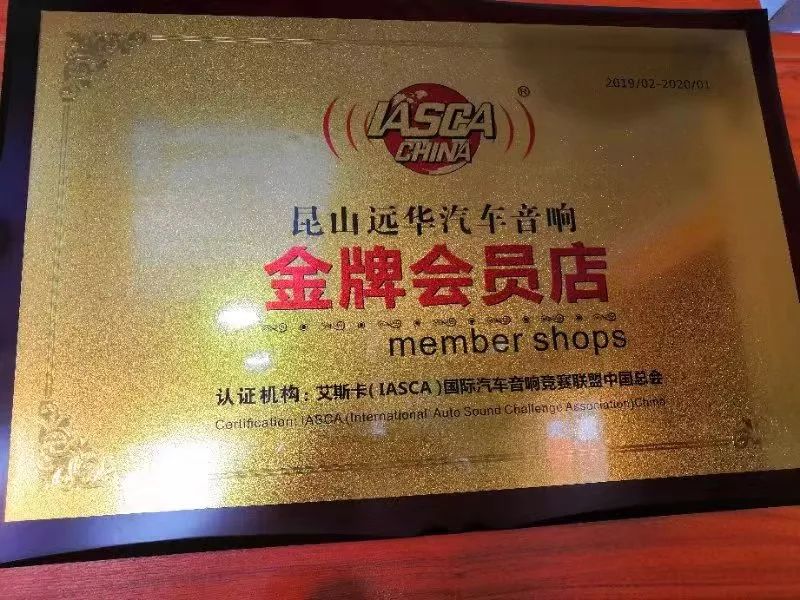 2019/02-2020/01
IASCA
CHINA
®
昆山远华汽车音响
金牌会员店
member shops
认证机构：艾斯卡(IASCA)国际汽车音响竞赛联盟中国总会
Certification: IASCA (International Auto Sound Challenge Association)China